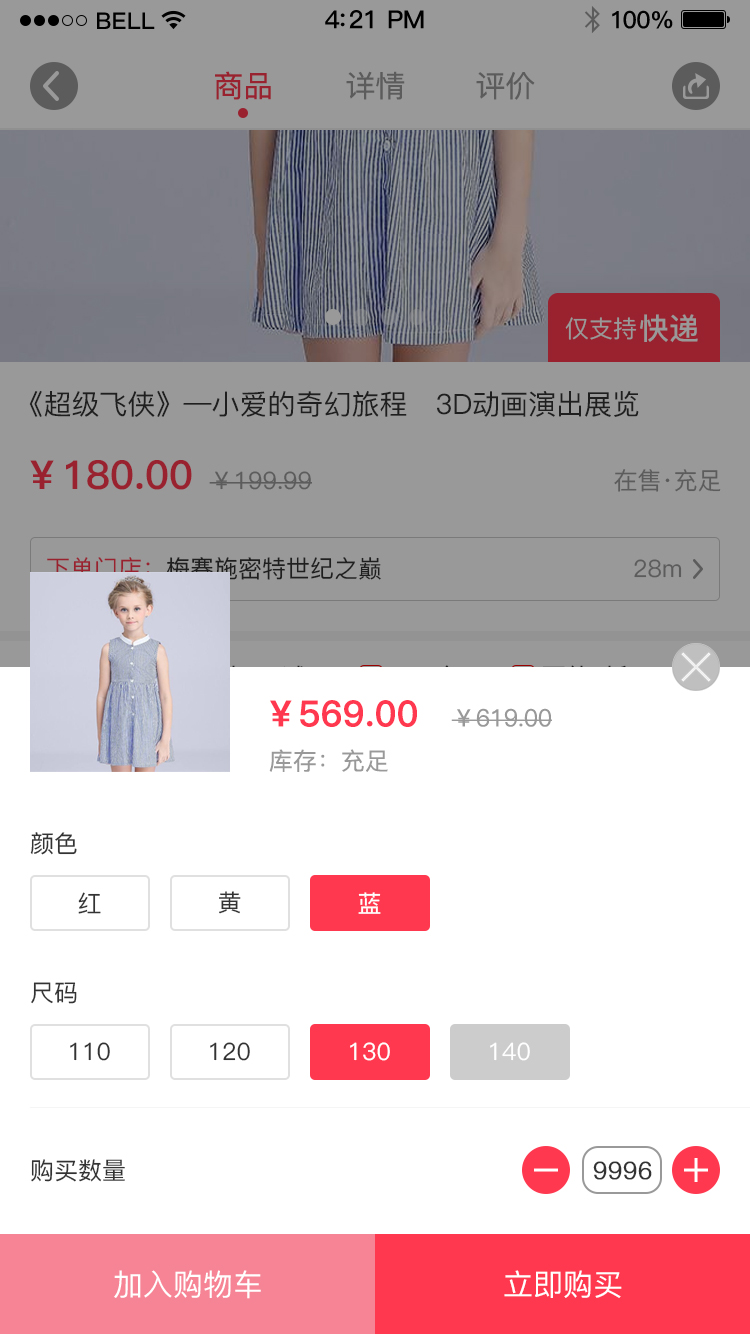 BELL 4:21 PM 100%
商品 详情 评价
仅支持快递
《超级飞侠》—小爱的奇幻旅程 3D动画演出展览
¥180.00 ¥199.99 在售·充足
下单门店：梅赛施密特世纪之巅 28m
¥569.00 ¥619.00
库存：充足
颜色
红 黄 蓝
尺码
110 120 130 140
购买数量 9996
加入购物车 立即购买